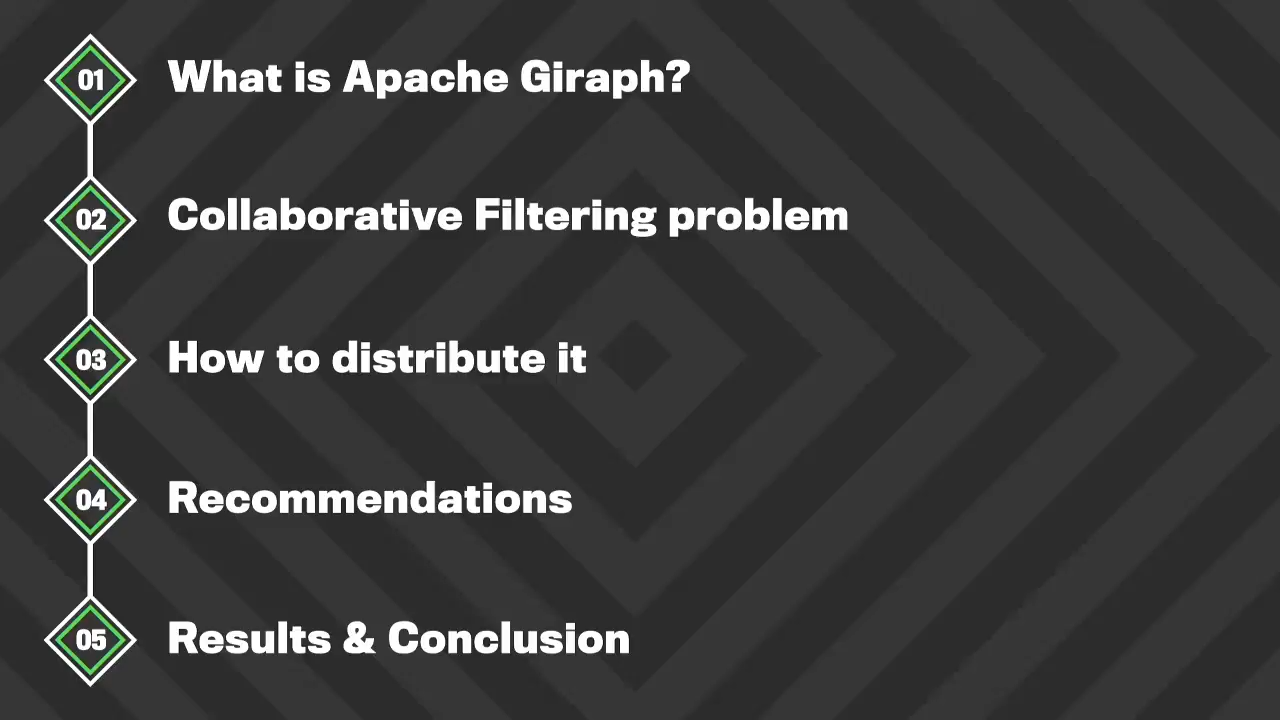 01 What is Apache Giraph?
02 Collaborative Filtering problem
03 How to distribute it
04 Recommendations
05 Results & Conclusion